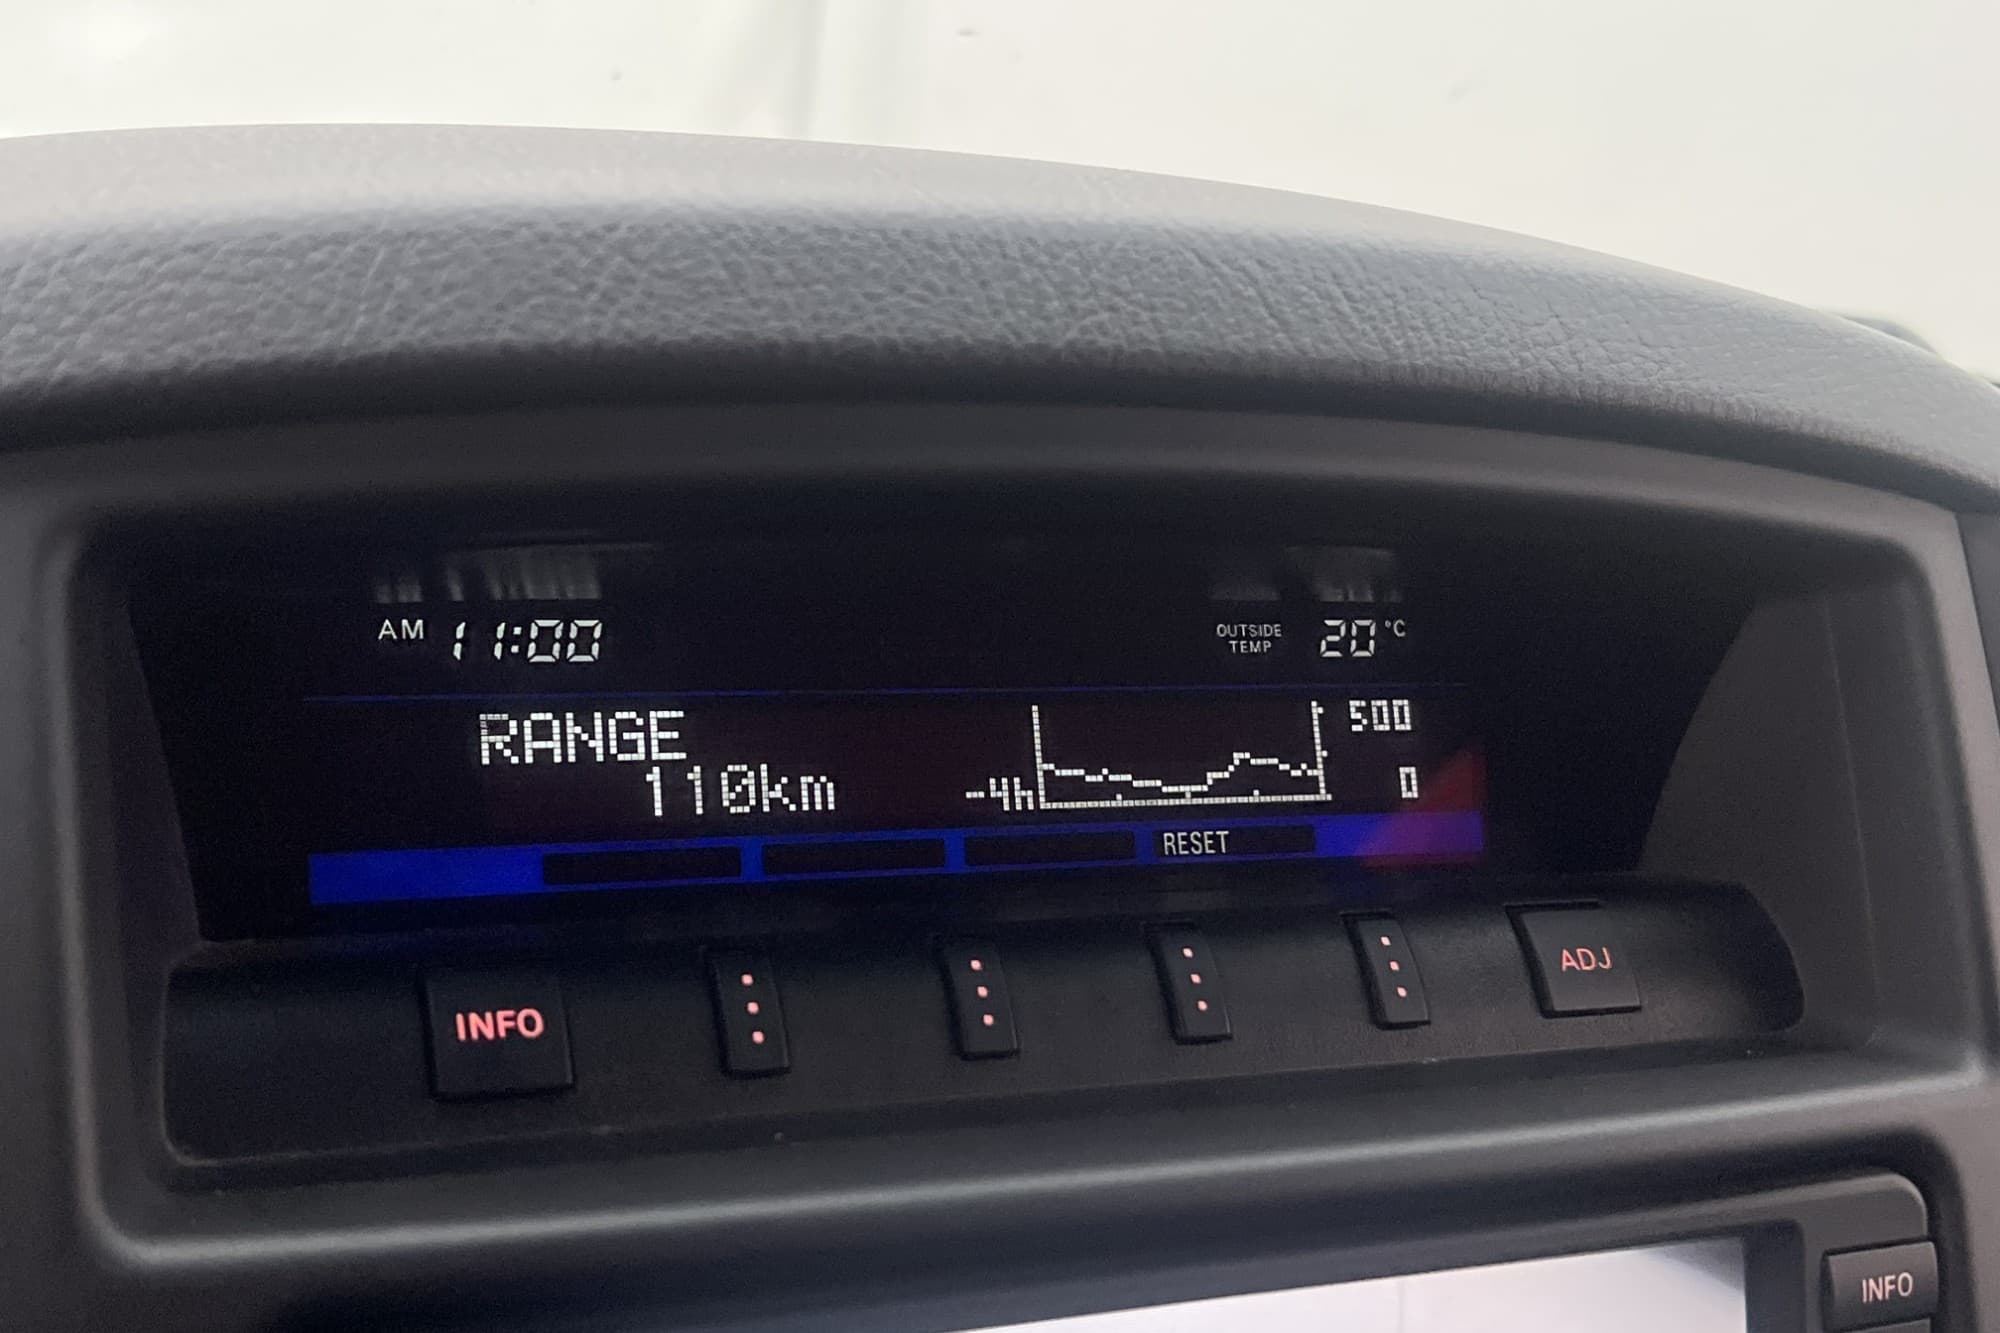 AM 11:00
OUTSIDE TEMP 20°C
RANGE
110km
-4h
500
0
RESET
INFO
ADJ
INFO